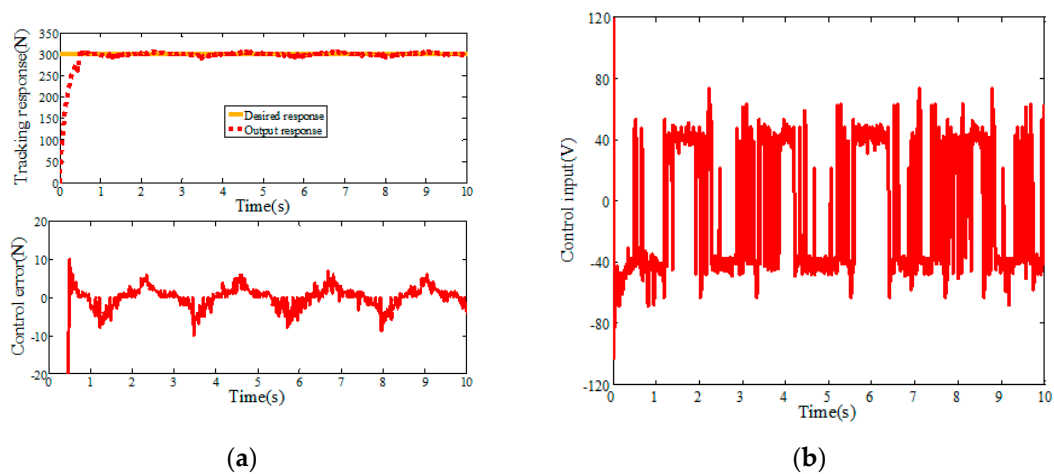 Tracking response(N)
350
300
250
200
150
100
50
0
Desired response
Output response
0 1 2 3 4 5 6 7 8 9 10
Time(s)
Control error(N)
20
10
0
-10
-20
0 1 2 3 4 5 6 7 8 9 10
Time(s)
(a)
Control input(V)
120
80
40
0
-40
-80
-120
0 1 2 3 4 5 6 7 8 9 10
Time(s)
(b)